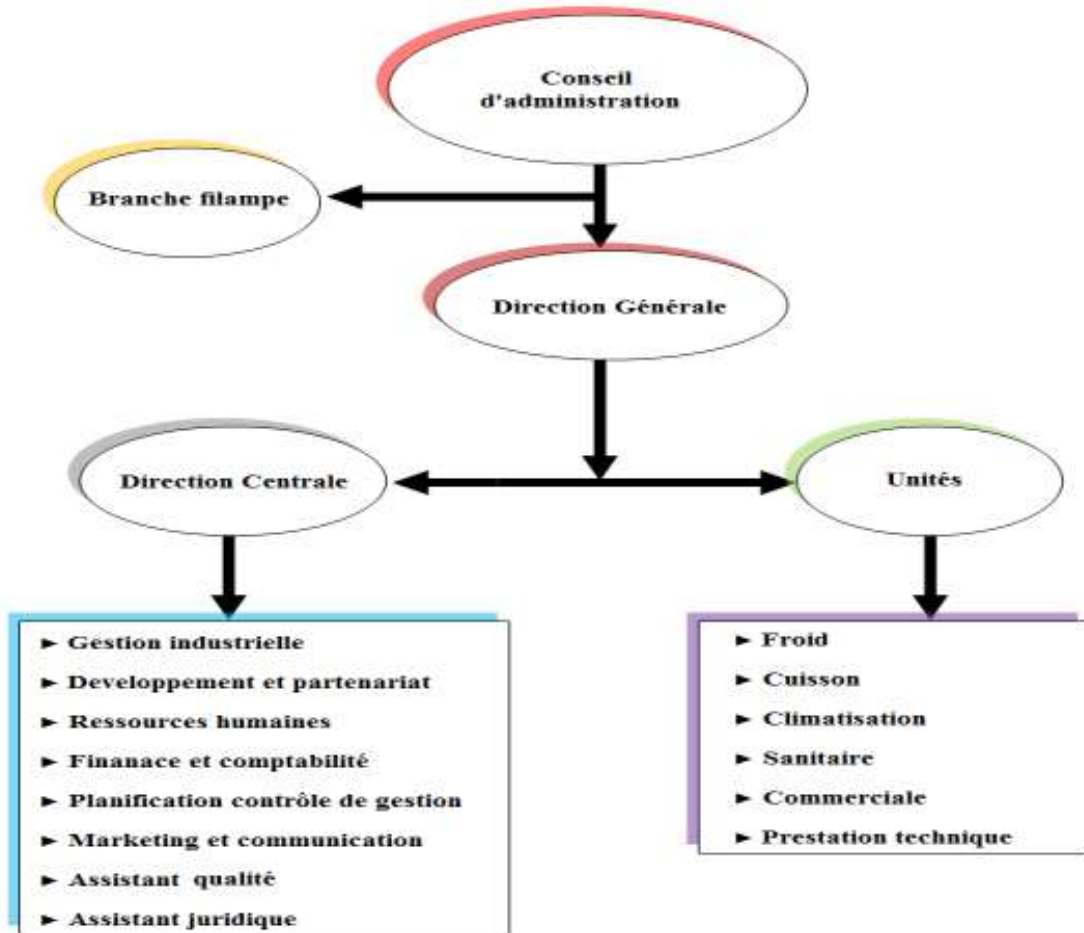 Conseil
d'administration
Branche filampe
Direction Générale
Direction Centrale
Unités
► Gestion industrielle
► Developpement et partenariat
► Ressources humaines
► Finanace et comptabilité
► Planification contrôle de gestion
► Marketing et communication
► Assistant qualité
► Assistant juridique
► Froid
► Cuisson
► Climatisation
► Sanitaire
► Commerciale
► Prestation technique